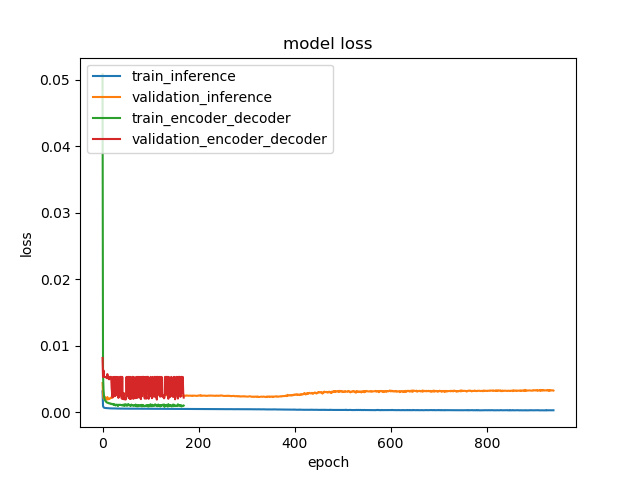 model loss
train_inference
validation_inference
train_encoder_decoder
validation_encoder_decoder
loss
0.05
0.04
0.03
0.02
0.01
0.00
0 200 400 600 800
epoch